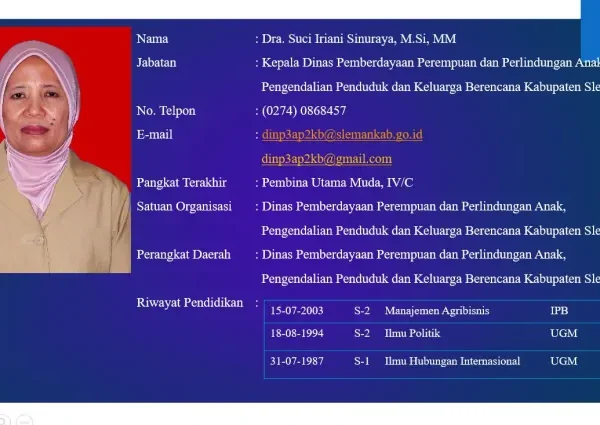 Nama : Dra. Suci Iriani Sinuraya, M.Si, MM
Jabatan : Kepala Dinas Pemberdayaan Perempuan dan Perlindungan Anak
Pengendalian Penduduk dan Keluarga Berencana Kabupaten Sle
No. Telpon : (0274) 0868457
E-mail : dinp3ap2kb@slemankab.go.id
dinp3ap2kb@gmail.com
Pangkat Terakhir : Pembina Utama Muda, IV/C
Satuan Organisasi : Dinas Pemberdayaan Perempuan dan Perlindungan Anak,
Pengendalian Penduduk dan Keluarga Berencana Kabupaten Sle
Perangkat Daerah : Dinas Pemberdayaan Perempuan dan Perlindungan Anak,
Pengendalian Penduduk dan Keluarga Berencana Kabupaten Sle
Riwayat Pendidikan :
15-07-2003 S-2 Manajemen Agribisnis IPB
18-08-1994 S-2 Ilmu Politik UGM
31-07-1987 S-1 Ilmu Hubungan Internasional UGM